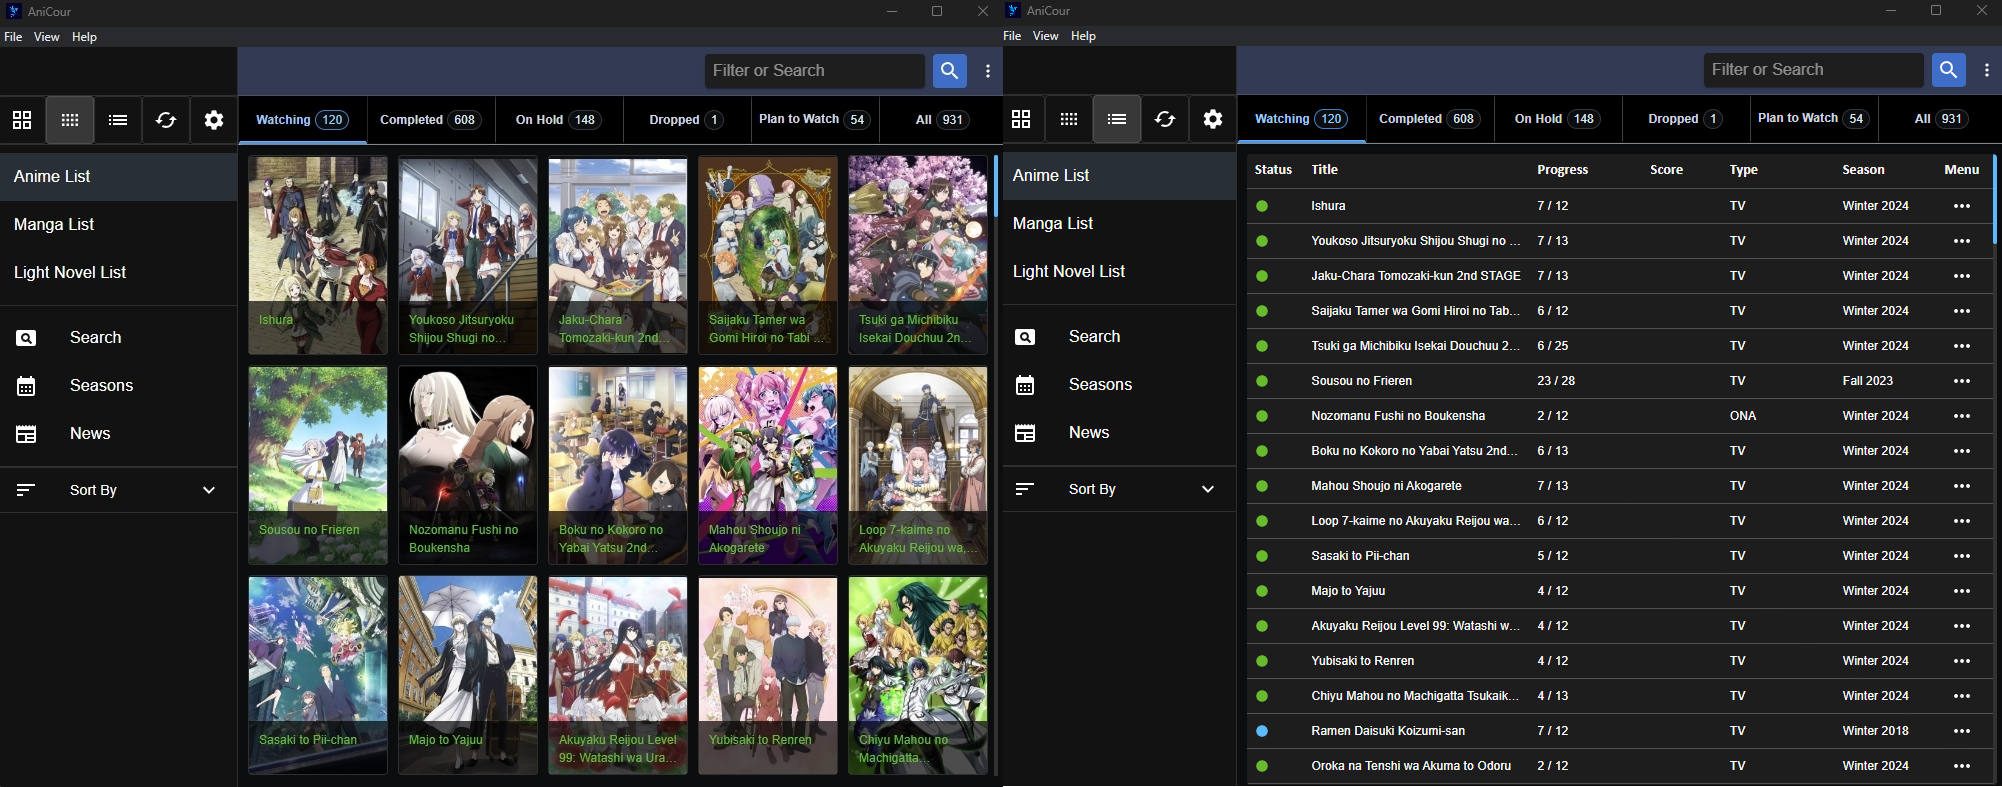 AniCour
File View Help
Filter or Search
Watching 120 Completed 608 On Hold 148 Dropped 1 Plan to Watch 54 All 931
Anime List
Manga List
Light Novel List
Search
Seasons
News
Sort By
Ishura
Youkoso Jitsuryoku
Shijou Shugi no...
Jaku-Chara
Tomozaki-kun 2nd...
Saijaku Tamer wa
Gomi Hiroi no Tabi ...
Tsuki ga Michibiku
Isekai Douchuu 2n...
Sousou no Frieren
Nozomanu Fushi no
Boukensha
Boku no Kokoro no
Yabai Yatsu 2nd...
Mahou Shoujo ni
Akogarete
Loop 7-kaime no
Akuyaku Reijou wa,...
Sasaki to Pii-chan
Majo to Yajuu
Akuyaku Reijou Level
99: Watashi wa Ura...
Yubisaki to Renren
Chiyu Mahou no
Machigatta...
AniCour
File View Help
Filter or Search
Watching 120 Completed 608 On Hold 148 Dropped 1 Plan to Watch 54 All 931
Anime List
Manga List
Light Novel List
Search
Seasons
News
Sort By
Status Title Progress Score Type Season Menu
Ishura 7 / 12 TV Winter 2024
Youkoso Jitsuryoku Shijou Shugi no ... 7 / 13 TV Winter 2024
Jaku-Chara Tomozaki-kun 2nd STAGE 7 / 13 TV Winter 2024
Saijaku Tamer wa Gomi Hiroi no Tab... 6 / 12 TV Winter 2024
Tsuki ga Michibiku Isekai Douchuu 2... 6 / 25 TV Winter 2024
Sousou no Frieren 23 / 28 TV Fall 2023
Nozomanu Fushi no Boukensha 2 / 12 ONA Winter 2024
Boku no Kokoro no Yabai Yatsu 2nd... 6 / 13 TV Winter 2024
Mahou Shoujo ni Akogarete 7 / 13 TV Winter 2024
Loop 7-kaime no Akuyaku Reijou wa... 6 / 12 TV Winter 2024
Sasaki to Pii-chan 5 / 12 TV Winter 2024
Majo to Yajuu 4 / 12 TV Winter 2024
Akuyaku Reijou Level 99: Watashi w... 4 / 12 TV Winter 2024
Yubisaki to Renren 4 / 12 TV Winter 2024
Chiyu Mahou no Machigatta Tsukaik... 4 / 13 TV Winter 2024
Ramen Daisuki Koizumi-san 7 / 12 TV Winter 2018
Oroka na Tenshi wa Akuma to Odoru 2 / 12 TV Winter 2024